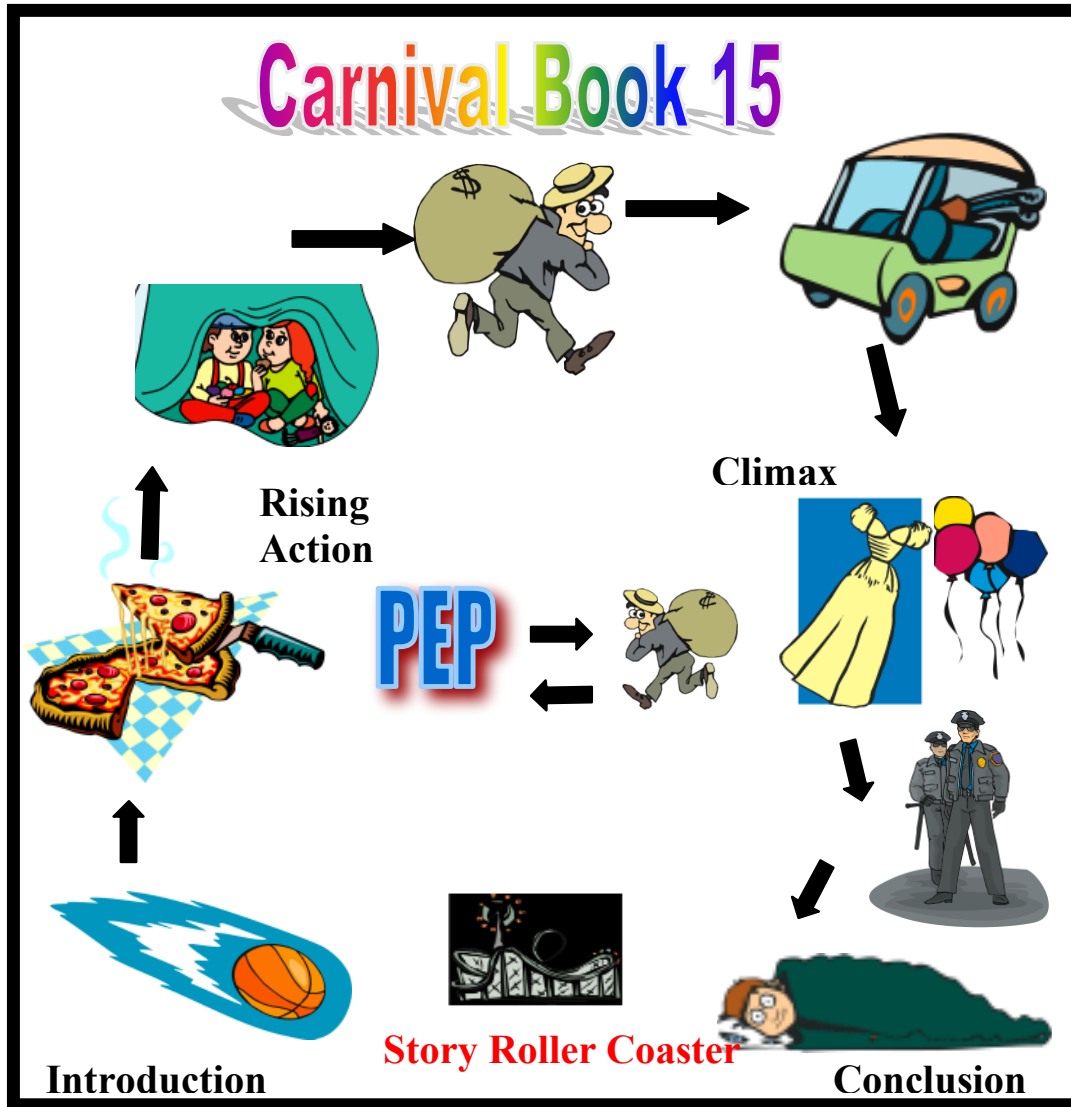 Carnival Book 15
$
Climax
Rising
Action
PEP
$
Story Roller Coaster
Introduction
Conclusion